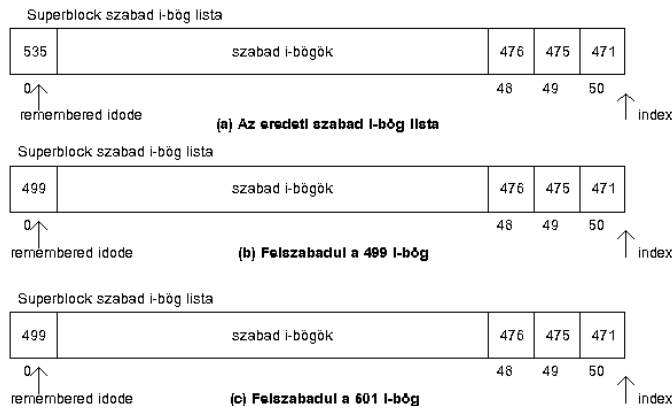 Superblock szabad i-bög lista
535 szabad i-bögök 476 475 471
0 48 49 50
remembered idode index
(a) Az eredeti szabad i-bög lista
Superblock szabad i-bög lista
499 szabad i-bögök 476 475 471
0 48 49 50
remembered idode index
(b) Felszabadul a 499 i-bög
Superblock szabad i-bög lista
499 szabad i-bögök 476 475 471
0 48 49 50
remembered idode index
(c) Felszabadul a 601 i-bög